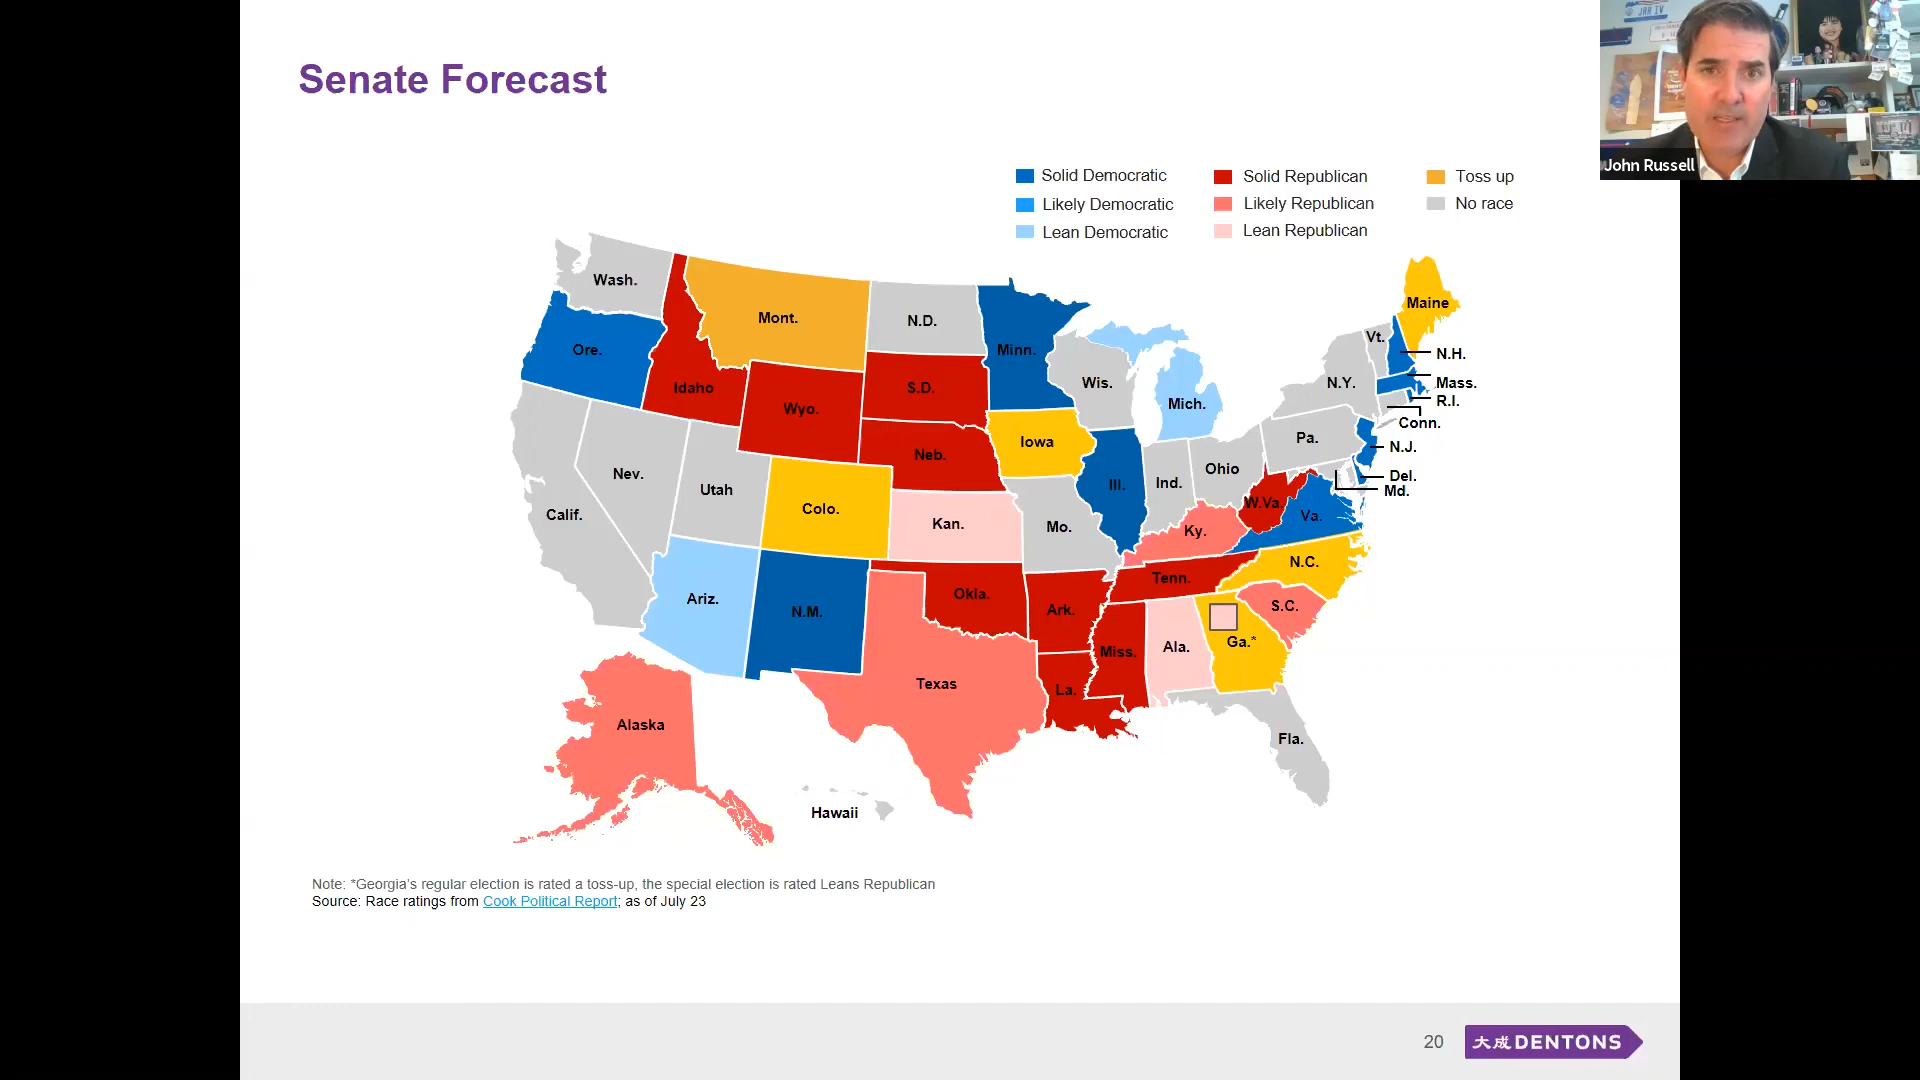 Senate Forecast
JRR IV
John Russell
Solid Democratic
Solid Republican
Toss up
Likely Democratic
Likely Republican
No race
Lean Democratic
Lean Republican
Wash.
Mont.
N.D.
Minn.
Maine
Vt.
N.H.
Ore.
Idaho
S.D.
Wis.
Mich.
N.Y.
Mass.
R.I.
Conn.
Wyo.
Neb.
Iowa
Pa.
N.J.
Nev.
Utah
Colo.
Ill.
Ind.
Ohio
Del.
Md.
Calif.
Kan.
Mo.
Ky.
W.Va.
Va.
Ariz.
N.M.
Okla.
Ark.
Tenn.
N.C.
S.C.
Texas
La.
Miss.
Ala.
Ga.*
Alaska
Fla.
Hawaii
Note: *Georgia's regular election is rated a toss-up, the special election is rated Leans Republican
Source: Race ratings from Cook Political Report; as of July 23
20
大成 DENTONS